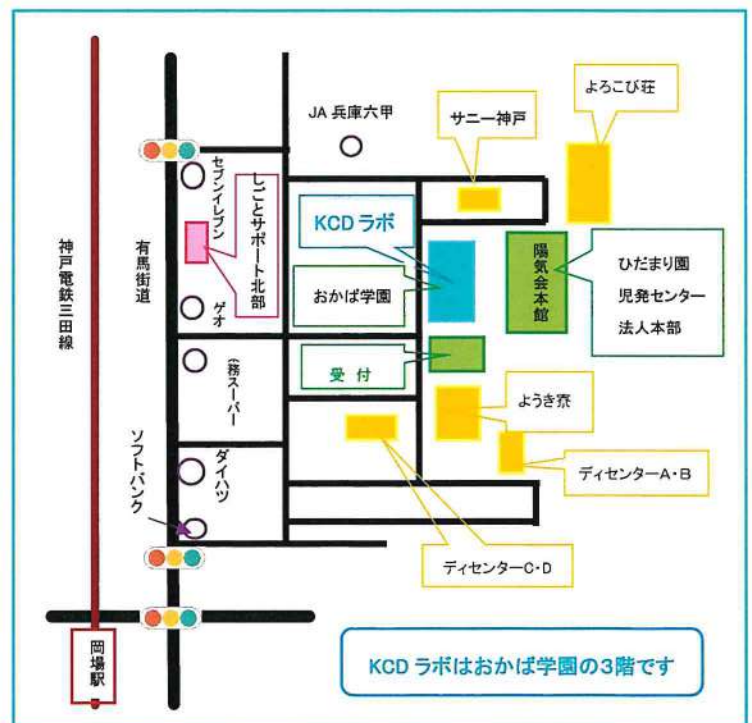 よろこび荘
JA 兵庫六甲
サニー神戸
セブンイレブン
しごとサポート北部
KCD ラボ
おかば学園
陽気会本館
ひだまり園
児発センター
法人本部
神戸電鉄三田線
有馬街道
ゲオ
受 付
(務スーパー
ようき寮
ソフトバンク
ダイハツ
ディセンターA・B
ディセンターC・D
岡場駅
KCD ラボはおかば学園の3階です